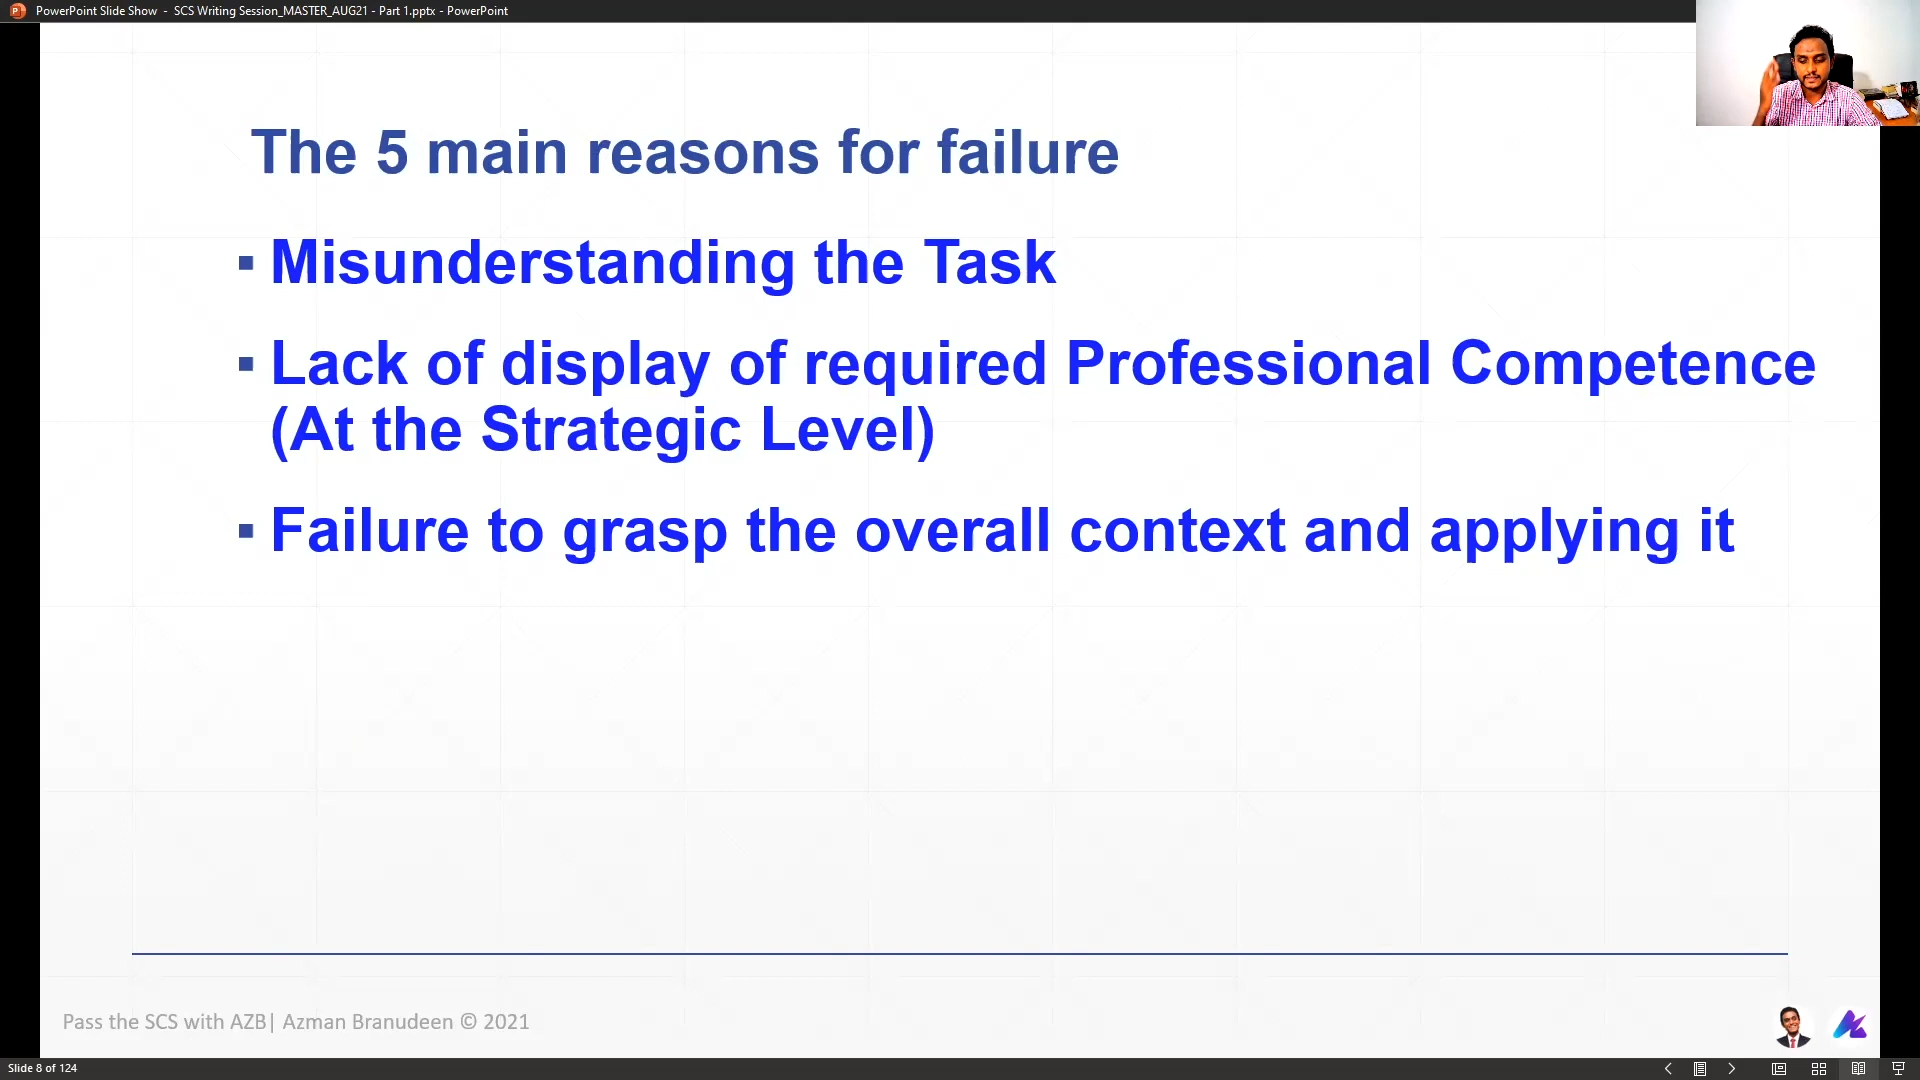 PowerPoint Slide Show - SCS Writing Session_MASTER_AUG21 - Part 1.pptx - PowerPoint
The 5 main reasons for failure
▪ Misunderstanding the Task
▪ Lack of display of required Professional Competence
(At the Strategic Level)
▪ Failure to grasp the overall context and applying it
Pass the SCS with AZB| Azman Branudeen © 2021
Slide 8 of 124